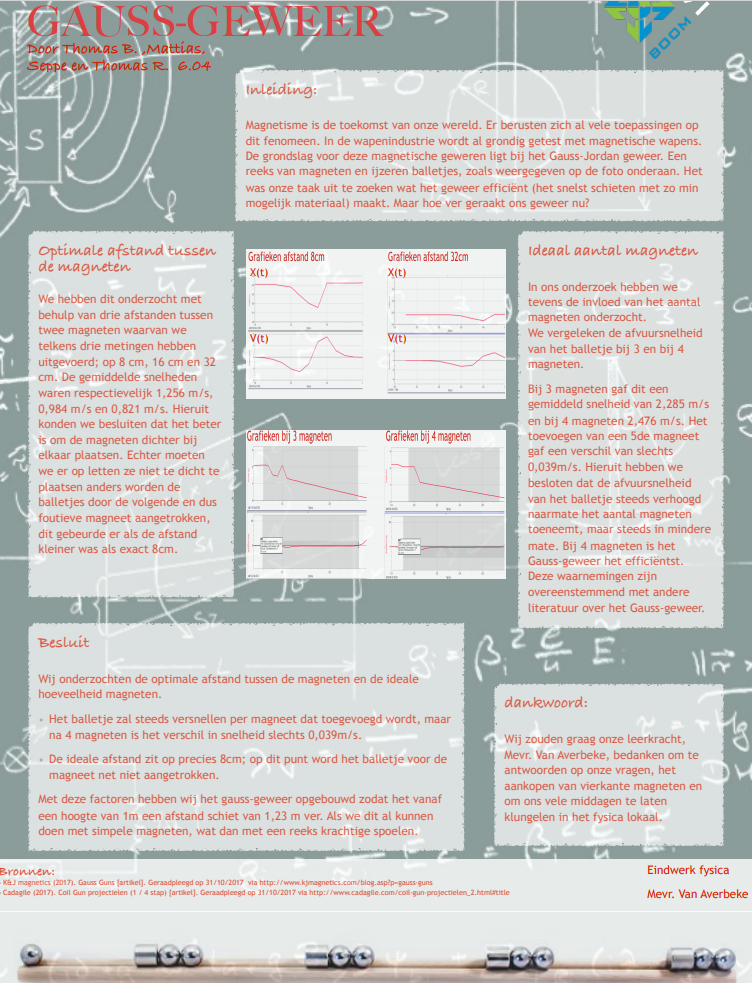 GAUSS-GEWEER
Door Thomas B. ,Mattias,
Seppe en Thomas R. 6.04
BOOM
Inleiding:
Magnetisme is de toekomst van onze wereld. Er berusten zich al vele toepassingen op
dit fenomeen. In de wapenindustrie wordt al grondig getest met magnetische wapens.
De grondslag voor deze magnetische geweren ligt bij het Gauss-Jordan geweer. Een
reeks van magneten en ijzeren balletjes, zoals weergegeven op de foto onderaan. Het
was onze taak uit te zoeken wat het geweer efficiënt (het snelst schieten met zo min
mogelijk materiaal) maakt. Maar hoe ver geraakt ons geweer nu?
Optimale afstand tussen
de magneten
We hebben dit onderzocht met
behulp van drie afstanden tussen
twee magneten waarvan we
telkens drie metingen hebben
uitgevoerd; op 8 cm, 16 cm en 32
cm. De gemiddelde snelheden
waren respectievelijk 1,256 m/s,
0,984 m/s en 0,821 m/s. Hieruit
konden we besluiten dat het beter
is om de magneten dichter bij
elkaar plaatsen. Echter moeten
we er op letten ze niet te dicht te
plaatsen anders worden de
balletjes door de volgende en dus
foutieve magneet aangetrokken,
dit gebeurde er als de afstand
kleiner was als exact 8cm.
Grafieken afstand 8cm
X(t)
V(t)
Grafieken afstand 32cm
X(t)
V(t)
Grafieken bij 3 magneten
Grafieken bij 4 magneten
Ideaal aantal magneten
In ons onderzoek hebben we
tevens de invloed van het aantal
magneten onderzocht.
We vergeleken de afvuursnelheid
van het balletje bij 3 en bij 4
magneten.
Bij 3 magneten gaf dit een
gemiddeld snelheid van 2,285 m/s
en bij 4 magneten 2,476 m/s. Het
toevoegen van een 5de magneet
gaf een verschil van slechts
0,039m/s. Hieruit hebben we
besloten dat de afvuursnelheid
van het balletje steeds verhoogd
naarmate het aantal magneten
toeneemt, maar steeds in mindere
mate. Bij 4 magneten is het
Gauss-geweer het efficiëntst.
Deze waarnemingen zijn
overeenstemmend met andere
literatuur over het Gauss-geweer.
Besluit
Wij onderzochten de optimale afstand tussen de magneten en de ideale
hoeveelheid magneten.
• Het balletje zal steeds versnellen per magneet dat toegevoegd wordt, maar
na 4 magneten is het verschil in snelheid slechts 0,039m/s.
• De ideale afstand zit op precies 8cm; op dit punt word het balletje voor de
magneet net niet aangetrokken.
Met deze factoren hebben wij het gauss-geweer opgebouwd zodat het vanaf
een hoogte van 1m een afstand schiet van 1,23 m ver. Als we dit al kunnen
doen met simpele magneten, wat dan met een reeks krachtige spoelen.
dankwoord:
Wij zouden graag onze leerkracht,
Mevr. Van Averbeke, bedanken om te
antwoorden op onze vragen, het
aankopen van vierkante magneten en
om ons vele middagen te laten
klungelen in het fysica lokaal.
Bronnen:
- K&J magnetics (2017). Gauss Guns [artikel]. Geraadpleegd op 31/10/2017 via http://www.kjmagnetics.com/blog.asp?p=gauss-guns
- Cadagile (2017). Coil Gun projectielen (1 / 4 stap) [artikel]. Geraadpleegd op 31/10/2017 via http://www.cadagile.com/coil-gun-projectielen_2.html#title
Eindwerk fysica
Mevr. Van Averbeke